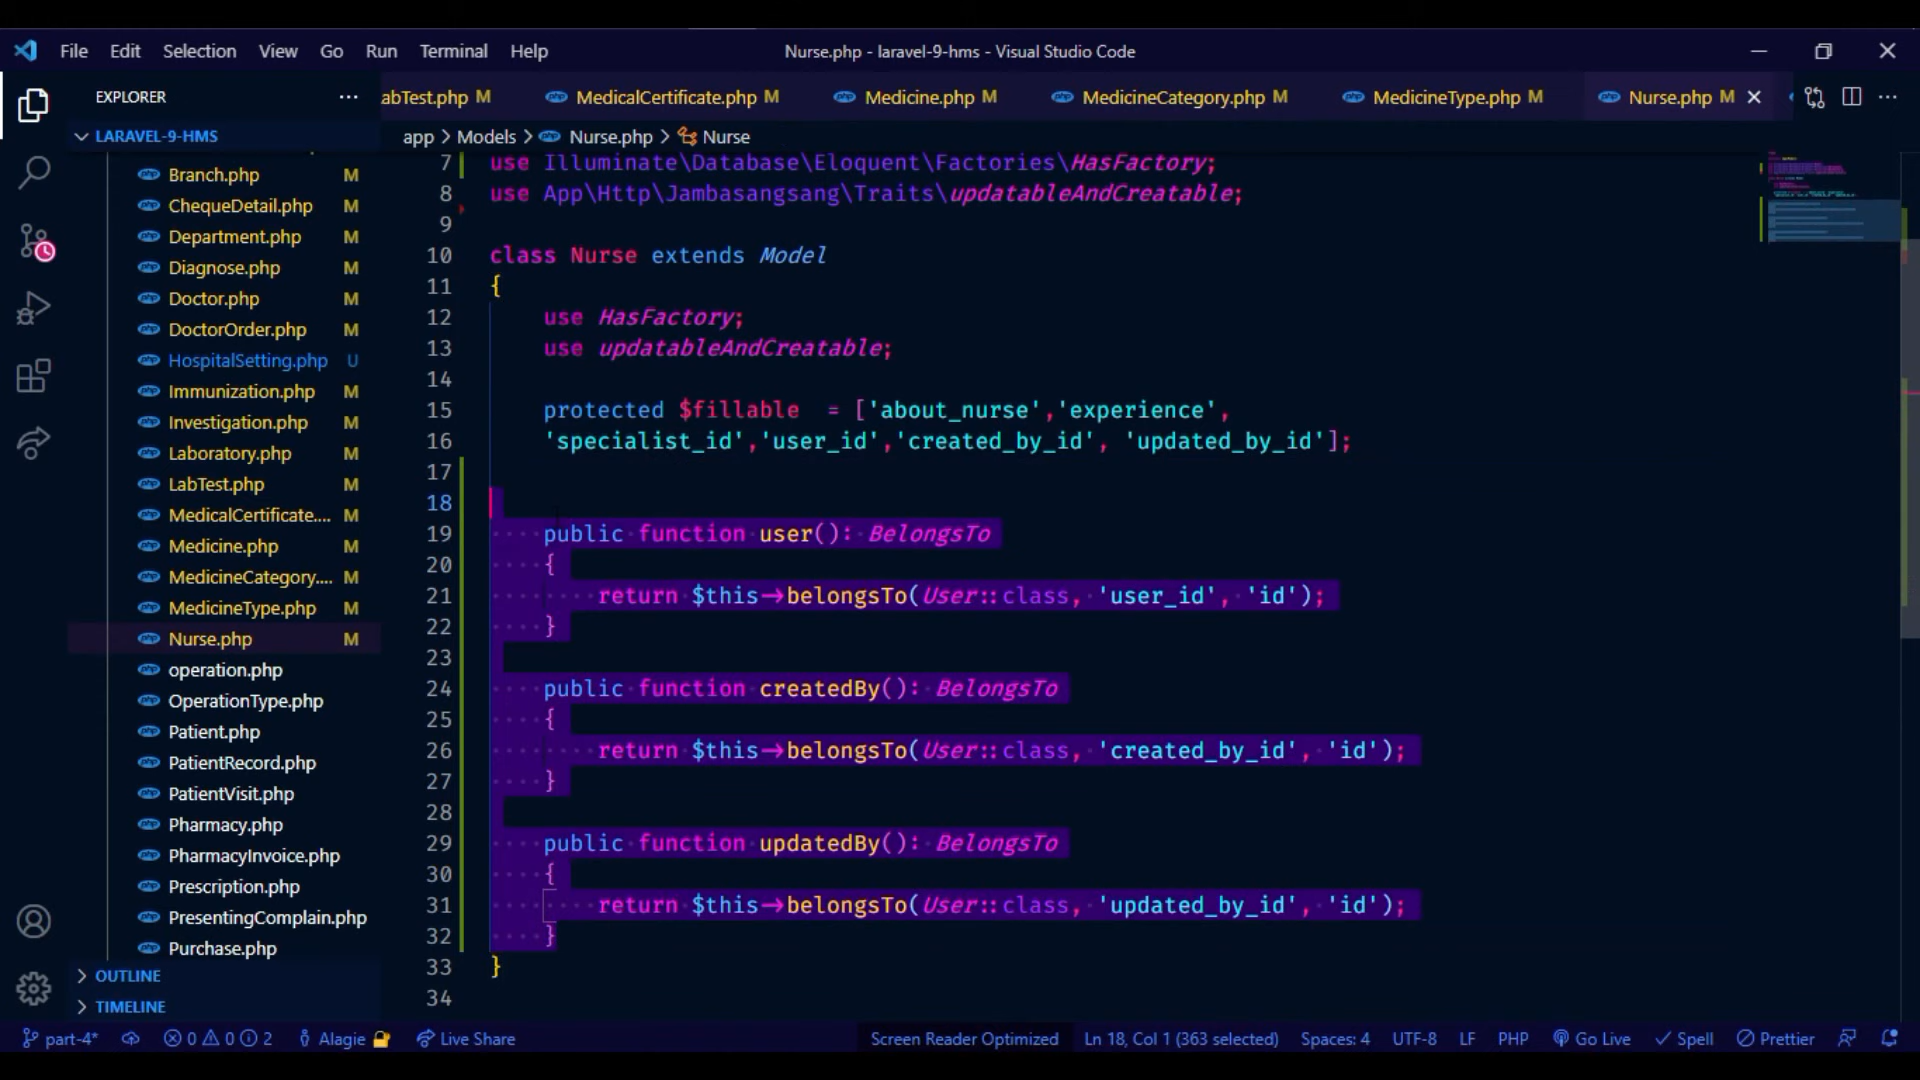 File Edit Selection View Go Run Terminal Help
Nurse.php - laravel-9-hms - Visual Studio Code
EXPLORER
abTest.php M MedicalCertificate.php M Medicine.php M MedicineCategory.php M MedicineType.php M Nurse.php M
LARAVEL-9-HMS
app > Models > Nurse.php > Nurse
Branch.php M
ChequeDetail.php M
Department.php M
Diagnose.php M
Doctor.php M
DoctorOrder.php M
HospitalSetting.php U
Immunization.php M
Investigation.php M
Laboratory.php M
LabTest.php M
MedicalCertificate.... M
Medicine.php M
MedicineCategory.... M
MedicineType.php M
Nurse.php M
operation.php
OperationType.php
Patient.php
PatientRecord.php
PatientVisit.php
Pharmacy.php
PharmacyInvoice.php
Prescription.php
PresentingComplain.php
Purchase.php
OUTLINE
TIMELINE
7 use Illuminate\Database\Eloquent\Factories\HasFactory;
8 use App\Http\Jambasangsang\Traits\updatableAndCreatable;
9
10 class Nurse extends Model
11 {
12 use HasFactory;
13 use updatableAndCreatable;
14
15 protected $fillable = ['about_nurse','experience',
16 'specialist_id','user_id','created_by_id', 'updated_by_id'];
17
18
19 public function user(): BelongsTo
20 {
21 return $this->belongsTo(User::class, 'user_id', 'id');
22 }
23
24 public function createdBy(): BelongsTo
25 {
26 return $this->belongsTo(User::class, 'created_by_id', 'id');
27 }
28
29 public function updatedBy(): BelongsTo
30 {
31 return $this->belongsTo(User::class, 'updated_by_id', 'id');
32 }
33 }
34
part-4* 0 0 2 Alagie Live Share Screen Reader Optimized Ln 18, Col 1 (363 selected) Spaces: 4 UTF-8 LF PHP Go Live Spell Prettier